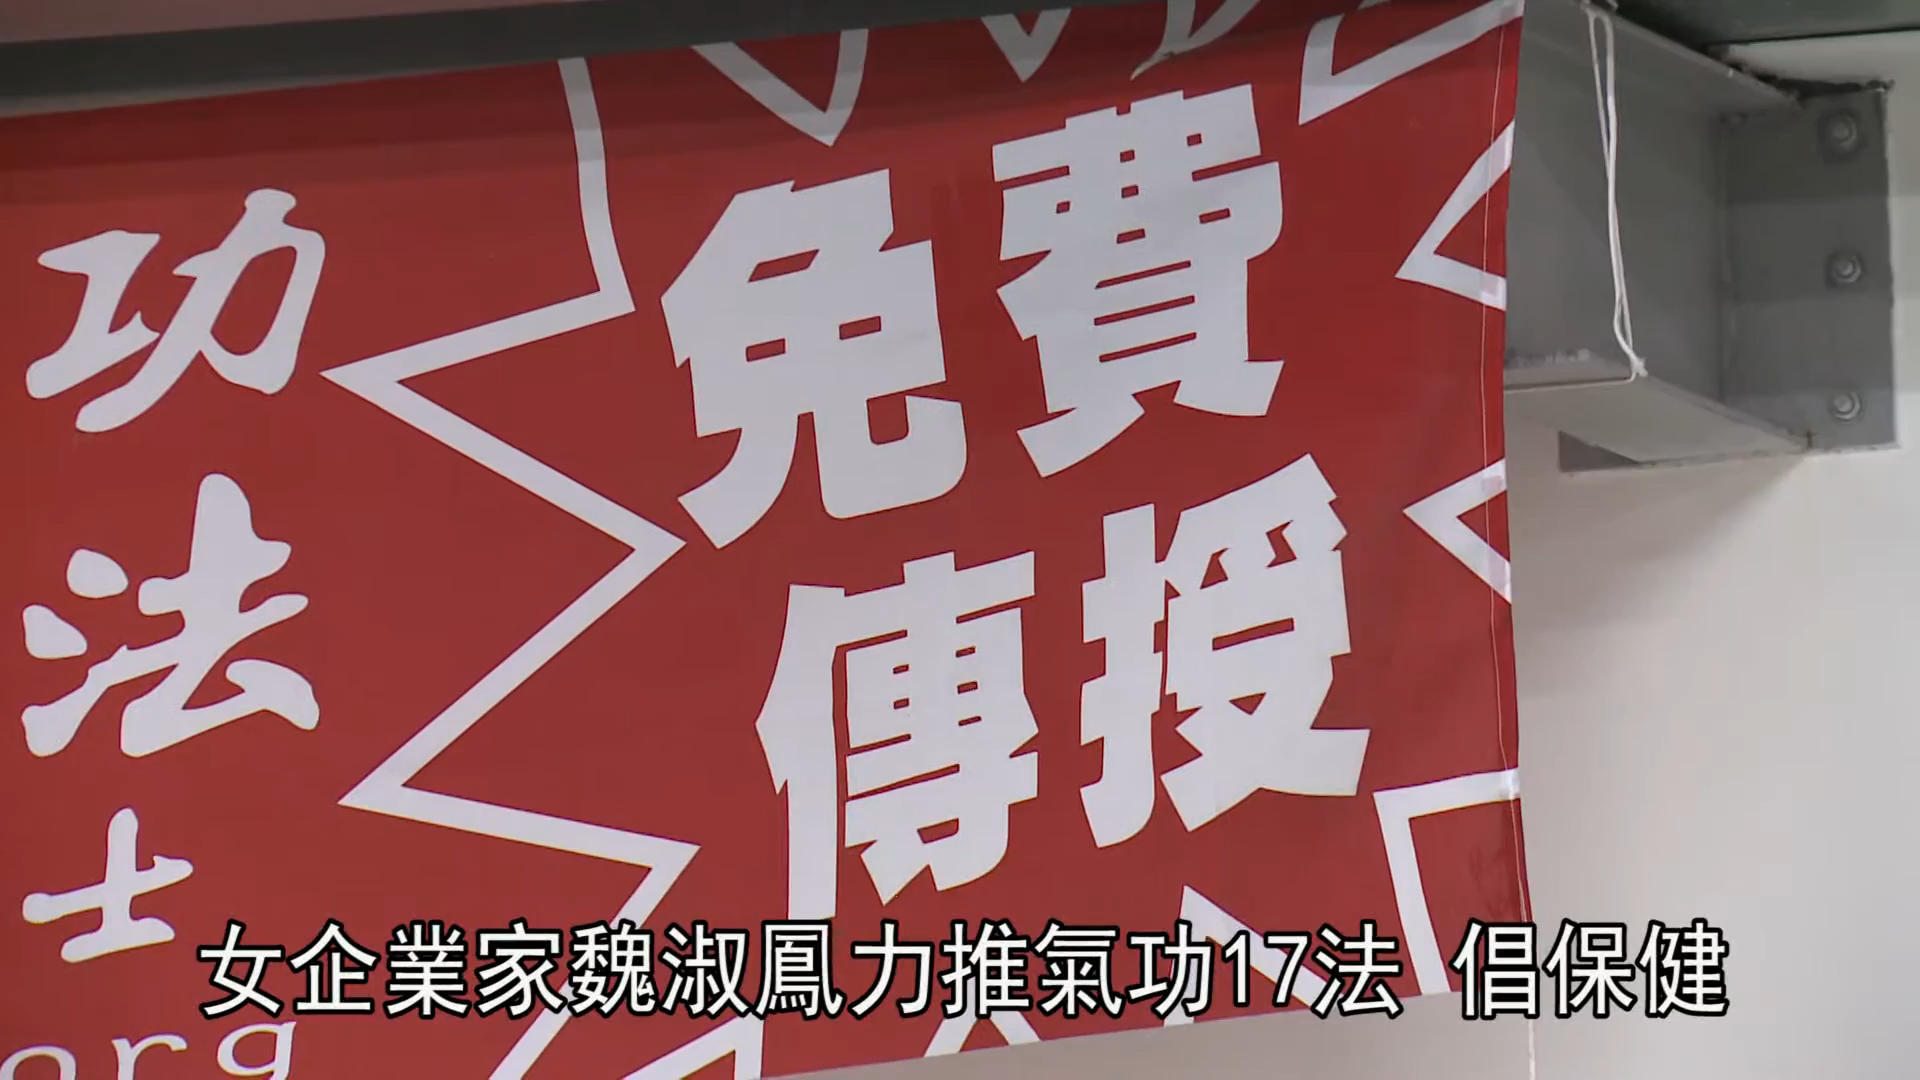 功法士
org
免費
傳授
女企業家魏淑鳳力推氣功17法 倡保健